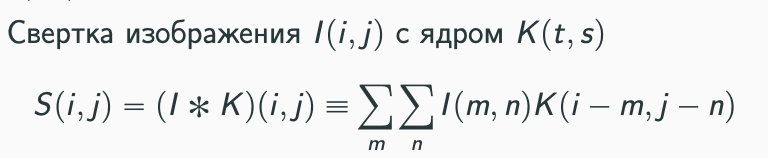 Свертка изображения I(i, j) с ядром K(t, s)
S(i, j) = (I ∗ K)(i, j) ≡ ∑ₘ ∑ₙ I(m, n)K(i − m, j − n)